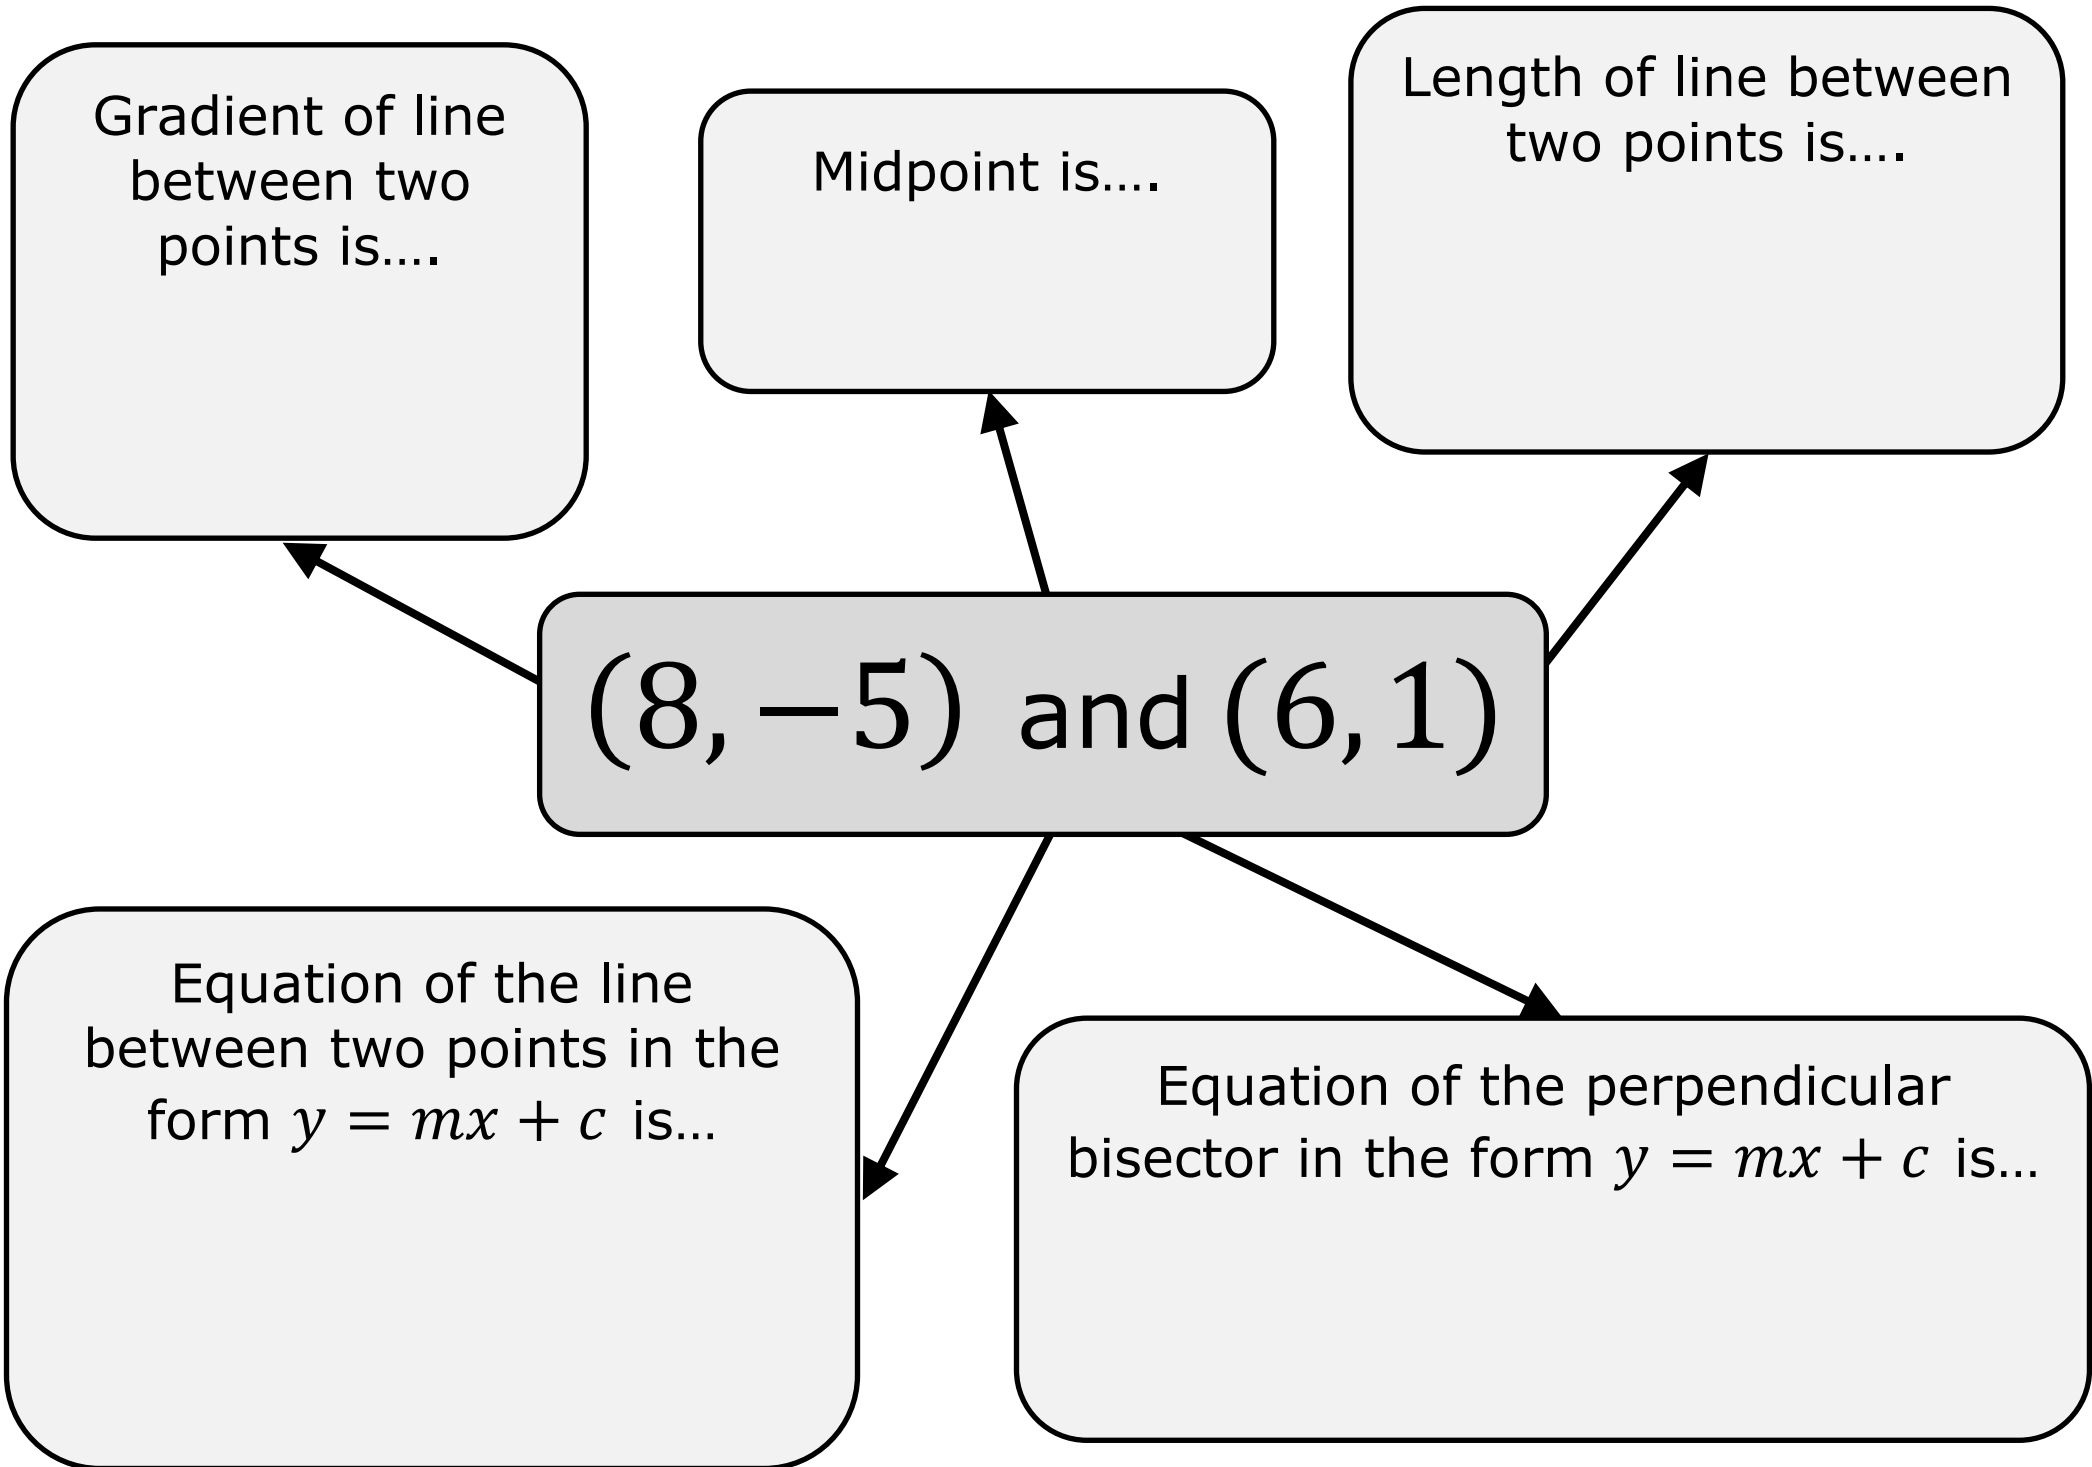 Gradient of line
between two
points is....
Midpoint is....
Length of line between
two points is....
(8, −5) and (6, 1)
Equation of the line
between two points in the
form y = mx + c is...
Equation of the perpendicular
bisector in the form y = mx + c is...